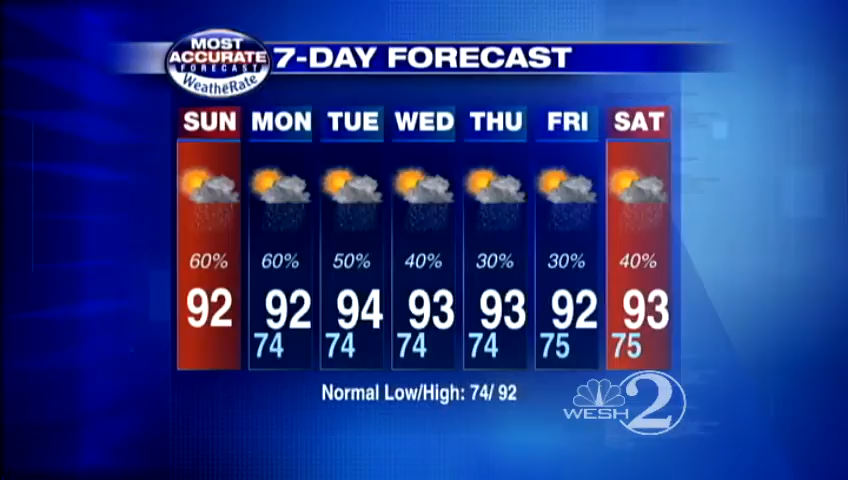 MOST
ACCURATE
FORECAST
WeatheRate
7-DAY FORECAST
SUN MON TUE WED THU FRI SAT
60% 60% 50% 40% 30% 30% 40%
92 92 94 93 93 92 93
74 74 74 74 75 75
Normal Low/High: 74/ 92
WESH 2